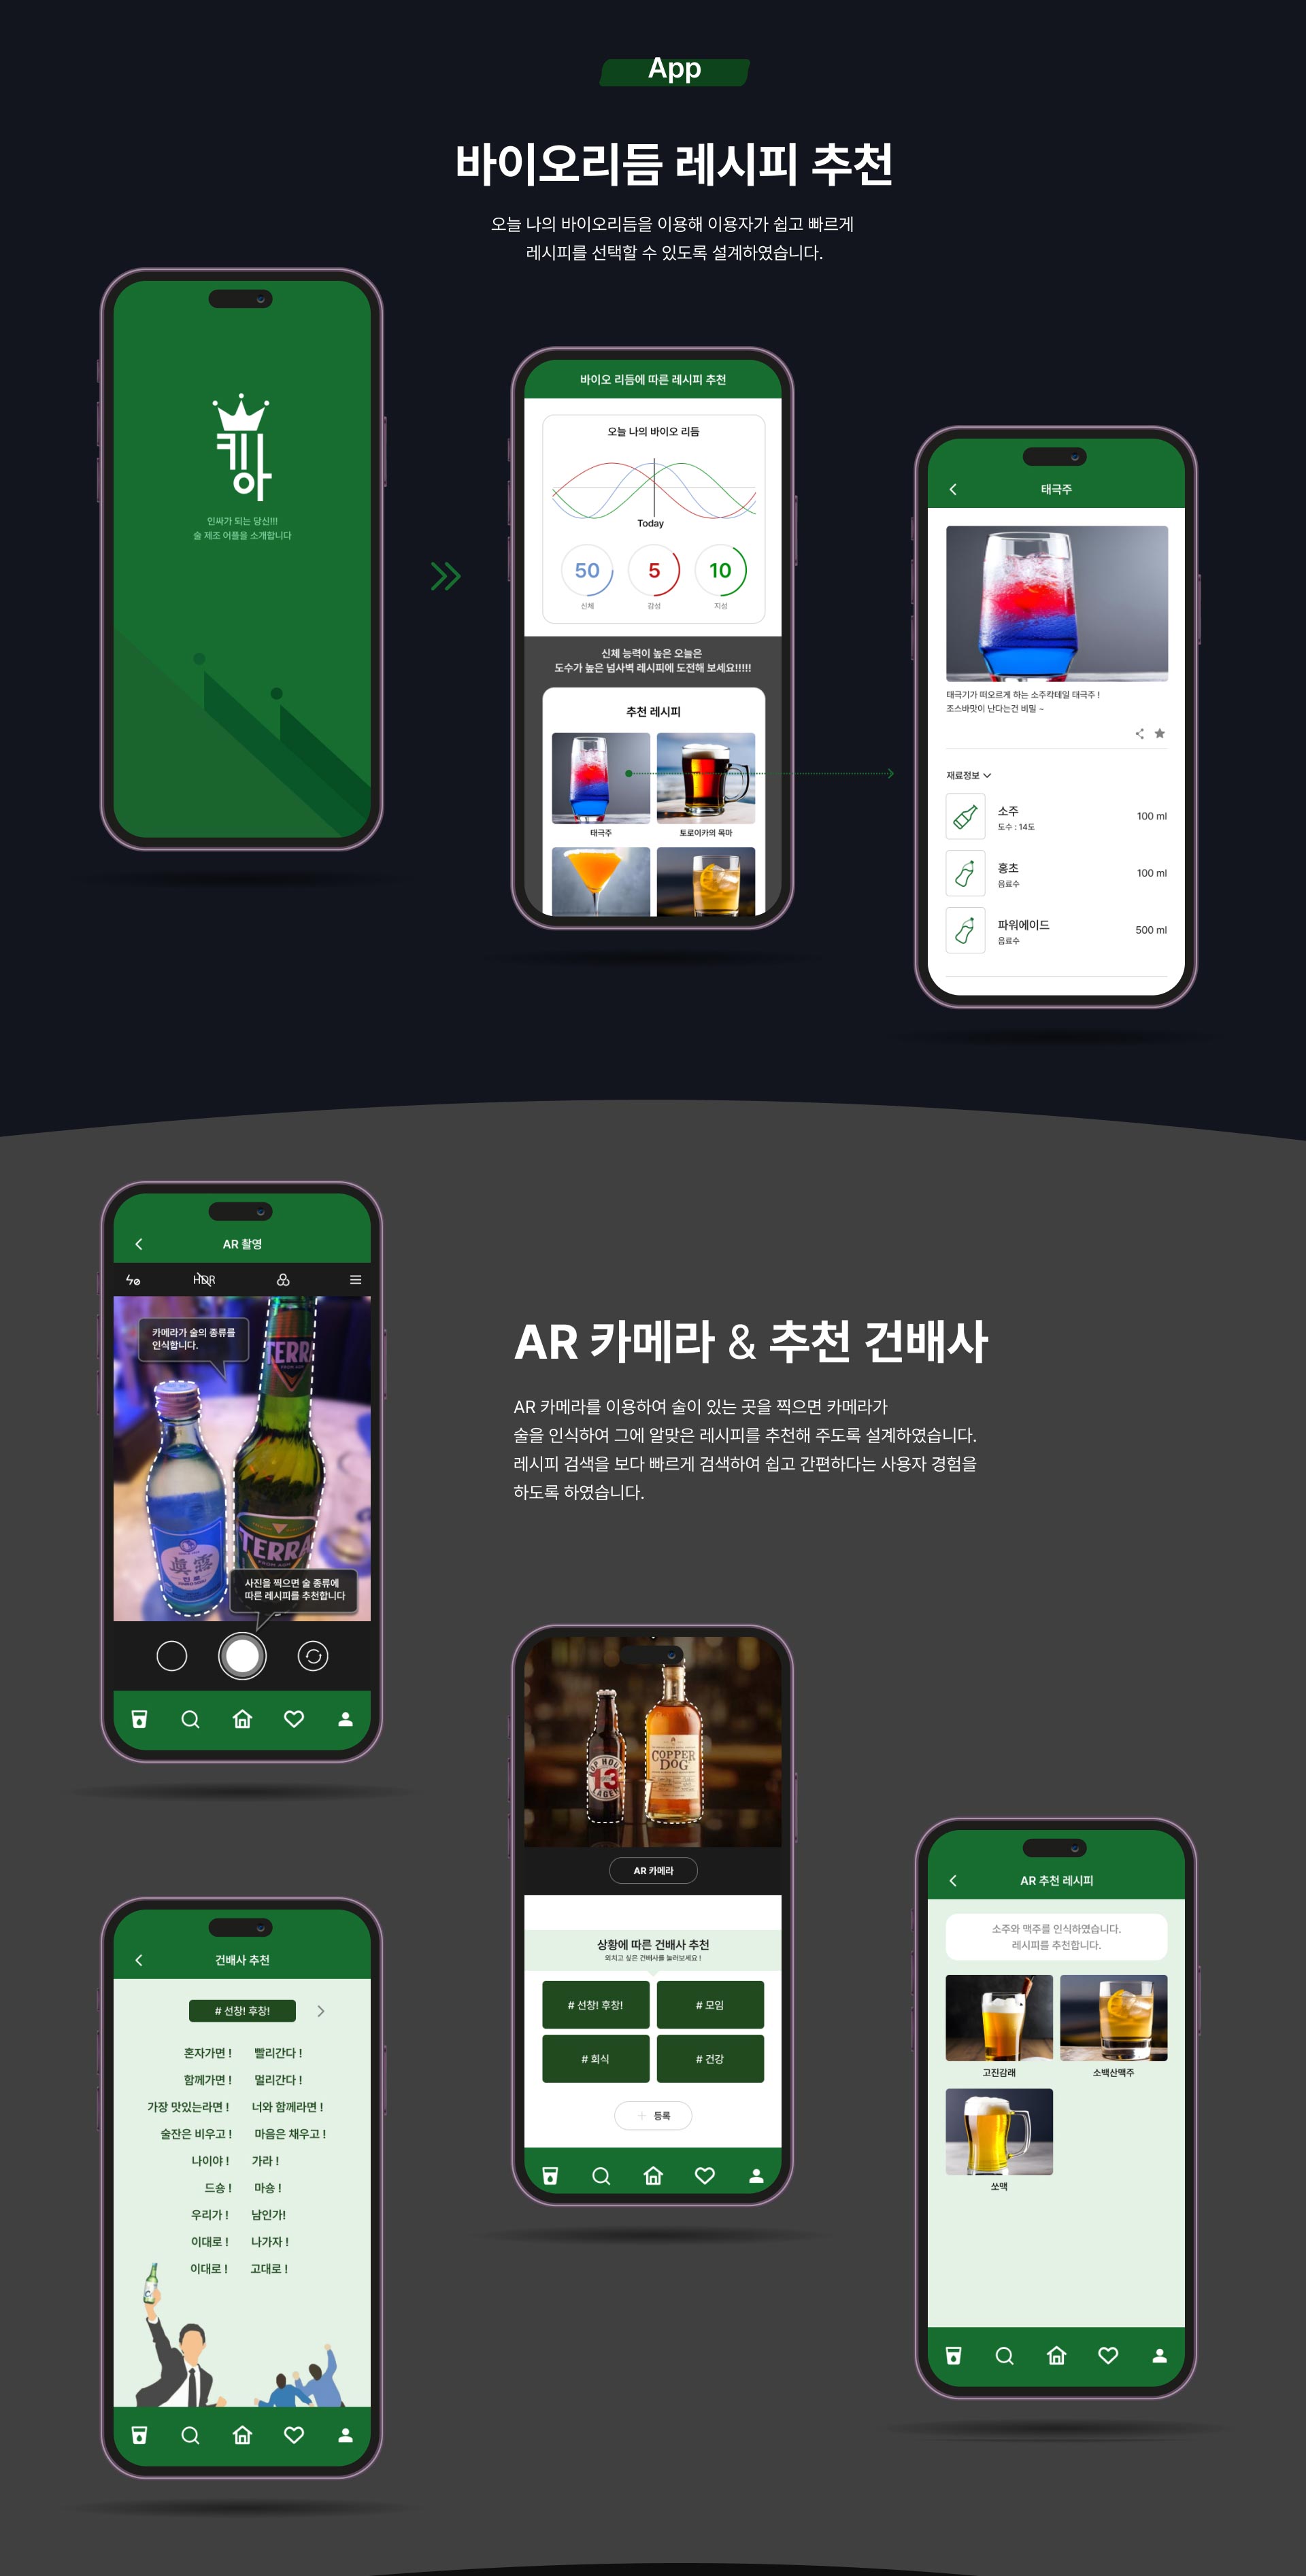 App
바이오리듬 레시피 추천
오늘 나의 바이오리듬을 이용해 이용자가 쉽고 빠르게
레시피를 선택할 수 있도록 설계하였습니다.
캬아
인싸가 되는 당신!!!
술 제조 어플을 소개합니다
바이오 리듬에 따른 레시피 추천
오늘 나의 바이오 리듬
Today
50 5 10
신체 감성 지성
신체 능력이 높은 오늘은
도수가 높은 넘사벽 레시피에 도전해 보세요!!!!!
추천 레시피
태극주 토로이카의 목마
태극주
태극기가 떠오르게 하는 소주칵테일 태극주 !
조스바맛이 난다는건 비밀 ~
재료정보
소주 100 ml
도수 : 14도
홍초 100 ml
음료수
파워에이드 500 ml
음료수
AR 촬영
HDR
카메라가 술의 종류를
인식합니다.
TERRA
眞露
진로
TERRA
사진을 찍으면 술 종류에
따른 레시피를 추천합니다
AR 카메라 & 추천 건배사
AR 카메라를 이용하여 술이 있는 곳을 찍으면 카메라가
술을 인식하여 그에 알맞은 레시피를 추천해 주도록 설계하였습니다.
레시피 검색을 보다 빠르게 검색하여 쉽고 간편하다는 사용자 경험을
하도록 하였습니다.
HOP HOUSE
13
LAGER
COPPER
DOG
AR 카메라
상황에 따른 건배사 추천
외치고 싶은 건배사를 눌러보세요 !
# 선창! 후창! # 모임
# 회식 # 건강
+ 등록
AR 추천 레시피
소주와 맥주를 인식하였습니다.
레시피를 추천합니다.
고진감래 소백산맥주
쏘맥
건배사 추천
# 선창! 후창!
혼자가면 ! 빨리간다 !
함께가면 ! 멀리간다 !
가장 맛있는라면 ! 너와 함께라면 !
술잔은 비우고 ! 마음은 채우고 !
나이야 ! 가라 !
드숑 ! 마숑 !
우리가 ! 남인가!
이대로 ! 나가자 !
이대로 ! 고대로 !